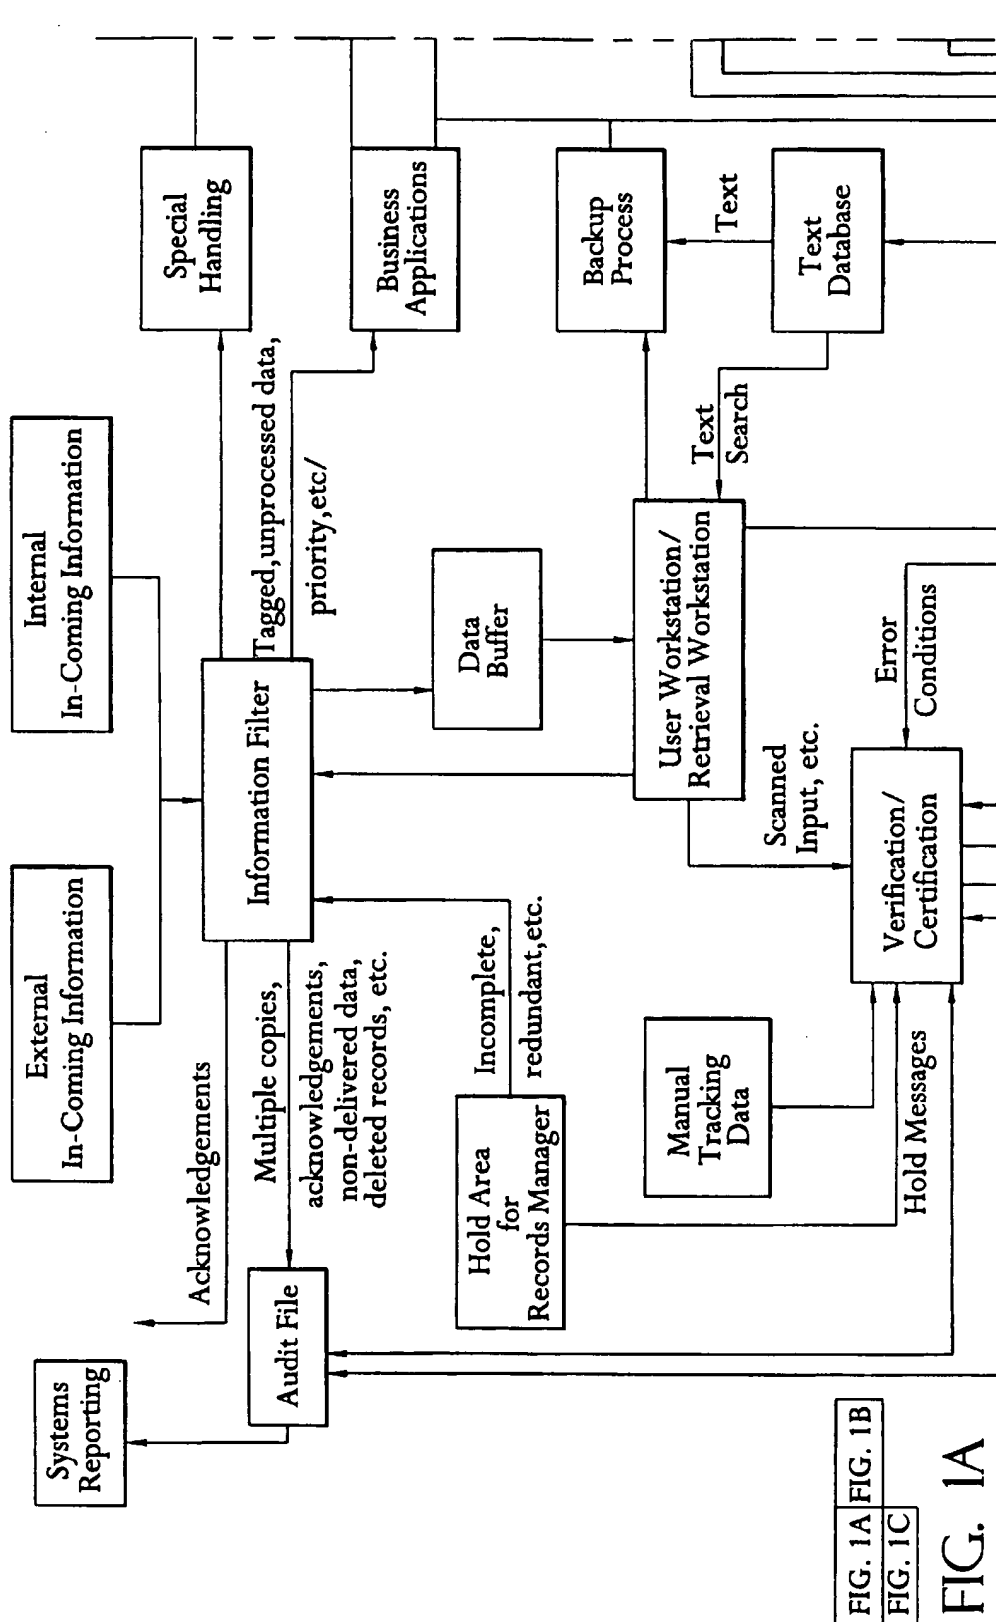 External
In-Coming Information
Internal
In-Coming Information
Systems
Reporting
Acknowledgements
Information Filter
Special
Handling
Audit File
Multiple copies,
acknowledgements,
non-delivered data,
deleted records, etc.
Tagged,unprocessed data,
priority,etc/
Business
Applications
Hold Area
for
Records Manager
Incomplete,
redundant,etc.
Data
Buffer
Manual
Tracking
Data
User Workstation/
Retrieval Workstation
Text
Search
Backup
Process
Text
Text
Database
Scanned
Input, etc.
Hold Messages
Verification/
Certification
Error
Conditions
FIG. 1A FIG. 1B
FIG. 1C
FIG. 1A